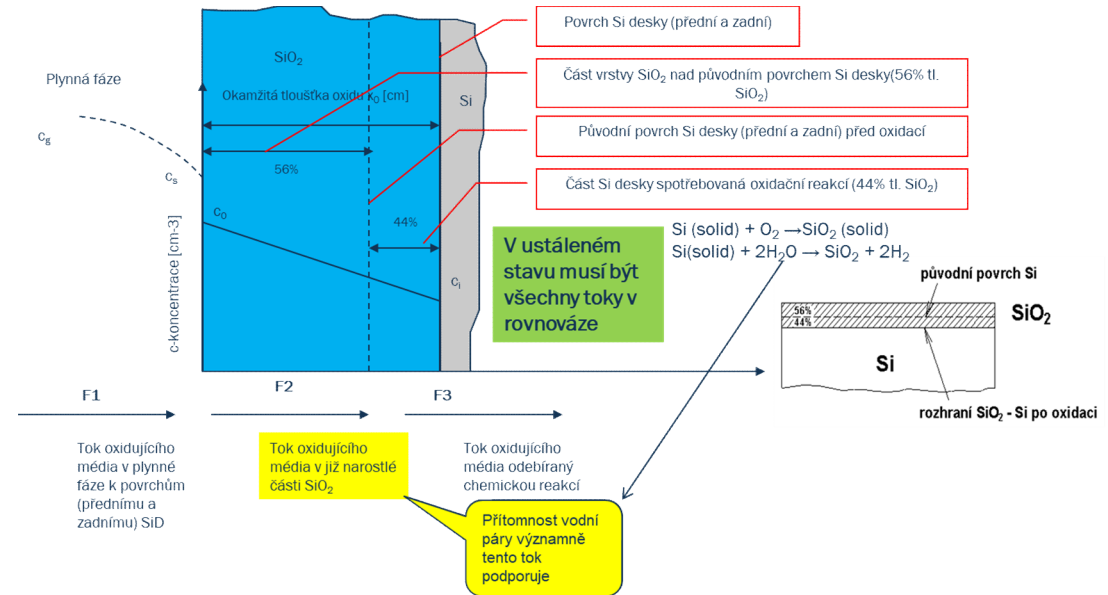 Povrch Si desky (přední a zadní)
SiO2
Část vrstvy SiO2 nad původním povrchem Si desky(56% tl.
SiO2)
Plynná fáze
Okamžitá tloušťka oxidu x0 [cm]
Si
Původní povrch Si desky (přední a zadní) před oxidací
cg
56%
cs
Část Si desky spotřebovaná oxidační reakcí (44% tl. SiO2)
c0
44%
c-koncentrace [cm-3]
ci
V ustáleném
stavu musí být
všechny toky v
rovnováze
Si (solid) + O2 →SiO2 (solid)
Si(solid) + 2H2O → SiO2 + 2H2
původní povrch Si
56%
44%
SiO2
Si
rozhraní SiO2 - Si po oxidaci
F1
F2
F3
Tok oxidujícího
média v plynné
fáze k povrchům
(přednímu a
zadnímu) SiD
Tok oxidujícího
média v již narostlé
části SiO2
Tok oxidujícího
média odebíraný
chemickou reakcí
Přítomnost vodní
páry významně
tento tok
podporuje